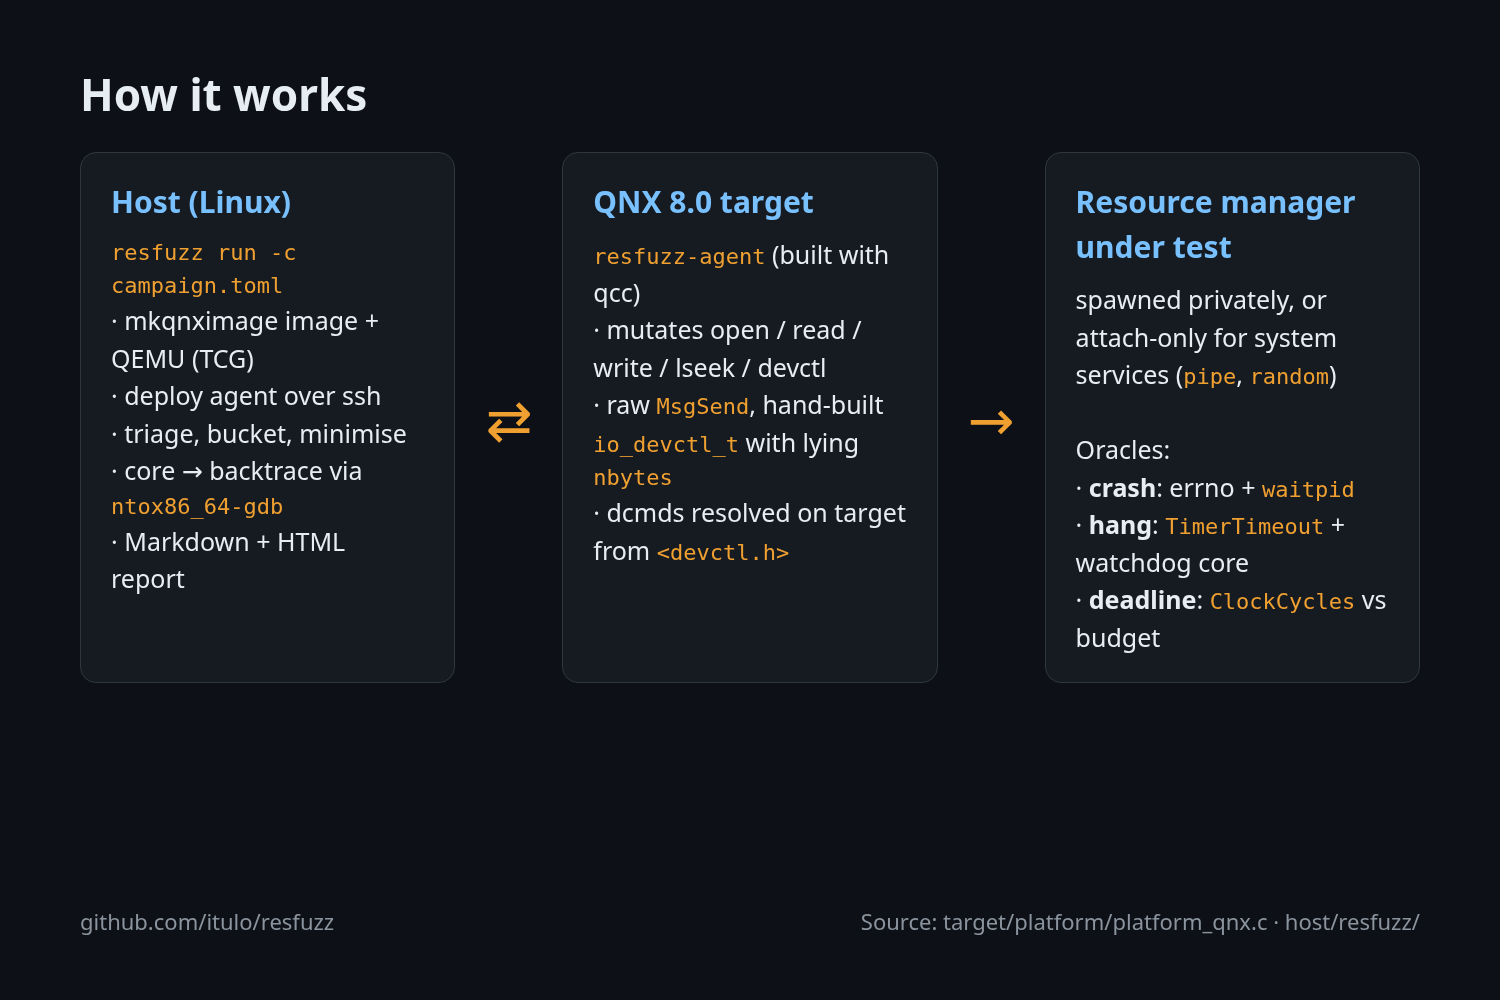 How it works
Host (Linux)
resfuzz run -c
campaign.toml
· mkqnximage image +
QEMU (TCG)
· deploy agent over ssh
· triage, bucket, minimise
· core → backtrace via
ntox86_64-gdb
· Markdown + HTML
report
⇄
QNX 8.0 target
resfuzz-agent (built with
qcc)
· mutates open / read /
write / lseek / devctl
· raw MsgSend, hand-built
io_devctl_t with lying
nbytes
· dcmds resolved on target
from <devctl.h>
→
Resource manager
under test
spawned privately, or
attach-only for system
services (pipe, random)
Oracles:
· crash: errno + waitpid
· hang: TimerTimeout +
watchdog core
· deadline: ClockCycles vs
budget
github.com/itulo/resfuzz
Source: target/platform/platform_qnx.c · host/resfuzz/